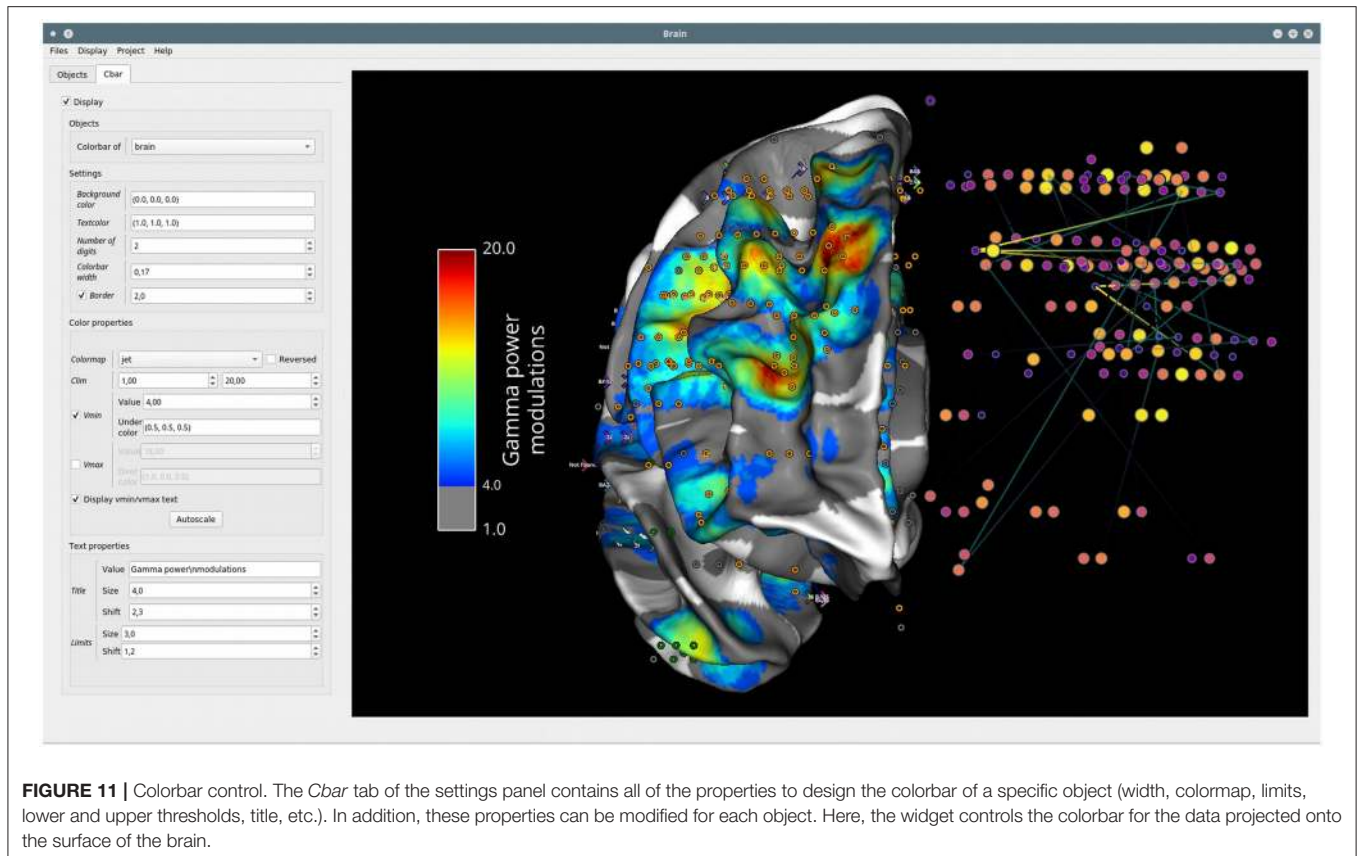 Brain
Files Display Project Help
Objects Cbar
Display
Objects
Colorbar of brain
Settings
Background color (0.0, 0.0, 0.0)
Textcolor (1.0, 1.0, 1.0)
Number of digits 2
Colorbar width 0,17
Border 2,0
Color properties
Colormap jet Reversed
Clim 1,00 20,00
Vmin
Value 4,00
Under color (0.5, 0.5, 0.5)
Vmax
Value
color
Display vmin/vmax text
Autoscale
Text properties
Title
Value Gamma power\nmodulations
Size 4,0
Shift 2,3
Limits
Size 3,0
Shift 1,2
20.0
4.0
1.0
Gamma power
modulations
FIGURE 11 | Colorbar control. The Cbar tab of the settings panel contains all of the properties to design the colorbar of a specific object (width, colormap, limits,
lower and upper thresholds, title, etc.). In addition, these properties can be modified for each object. Here, the widget controls the colorbar for the data projected onto
the surface of the brain.